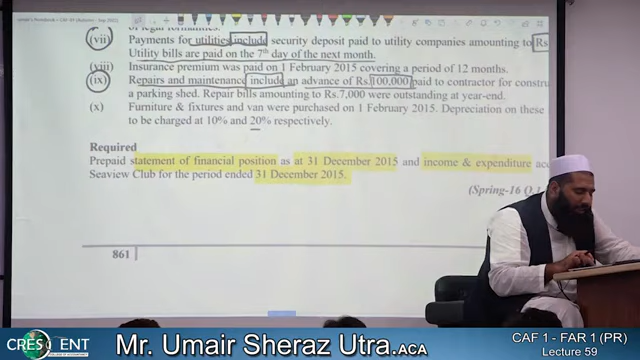 of legal formalities.
(vii) Payments for utilities include security deposit paid to utility companies amounting to Rs
Utility bills are paid on the 7th day of the next month.
(viii) Insurance premium was paid on 1 February 2015 covering a period of 12 months.
(ix) Repairs and maintenance include an advance of Rs.100,000 paid to contractor for constru
a parking shed. Repair bills amounting to Rs.7,000 were outstanding at year-end.
(x) Furniture & fixtures and van were purchased on 1 February 2015. Depreciation on these
to be charged at 10% and 20% respectively.
Required
Prepaid statement of financial position as at 31 December 2015 and income & expenditure acc
Seaview Club for the period ended 31 December 2015.
(Spring-16 Q.1
861
CRESCENT
Mr. Umair Sheraz Utra.ACA
CAF 1 - FAR 1 (PR)
Lecture 59